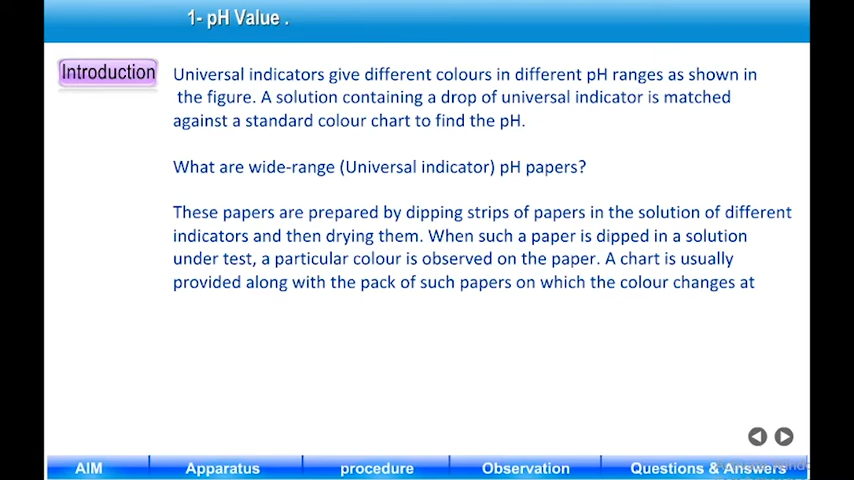 1- pH Value .
Introduction
Universal indicators give different colours in different pH ranges as shown in
the figure. A solution containing a drop of universal indicator is matched
against a standard colour chart to find the pH.
What are wide-range (Universal indicator) pH papers?
These papers are prepared by dipping strips of papers in the solution of different
indicators and then drying them. When such a paper is dipped in a solution
under test, a particular colour is observed on the paper. A chart is usually
provided along with the pack of such papers on which the colour changes at
AIM
Apparatus
procedure
Observation
Questions & Answers